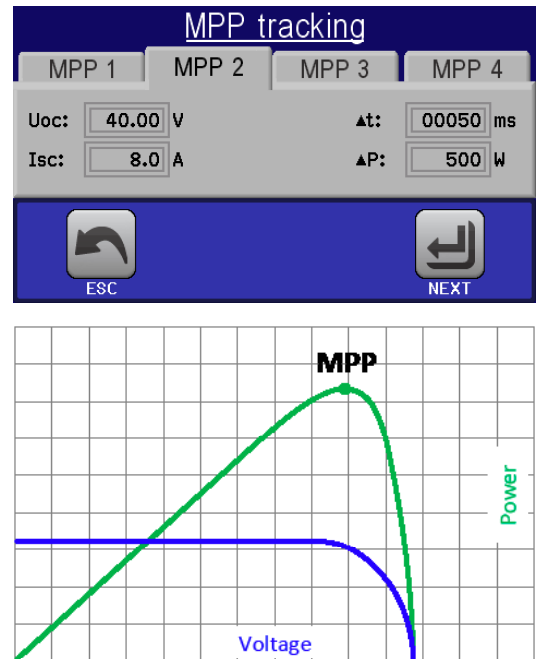 MPP tracking
MPP 1 MPP 2 MPP 3 MPP 4
Uoc: 40.00 V ▲t: 00050 ms
Isc: 8.0 A ▲P: 500 W
ESC NEXT
MPP
Power
Voltage